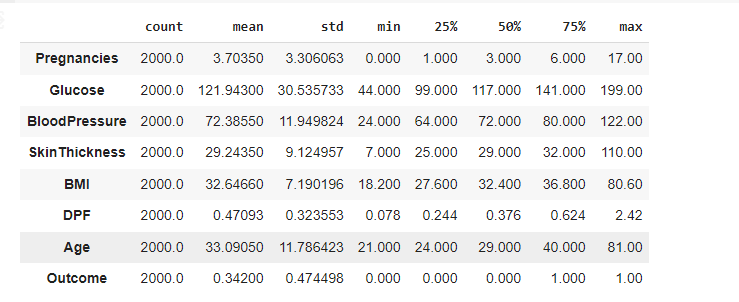 count mean std min 25% 50% 75% max
Pregnancies 2000.0 3.70350 3.306063 0.000 1.000 3.000 6.000 17.00
Glucose 2000.0 121.94300 30.535733 44.000 99.000 117.000 141.000 199.00
BloodPressure 2000.0 72.38550 11.949824 24.000 64.000 72.000 80.000 122.00
SkinThickness 2000.0 29.24350 9.124957 7.000 25.000 29.000 32.000 110.00
BMI 2000.0 32.64660 7.190196 18.200 27.600 32.400 36.800 80.60
DPF 2000.0 0.47093 0.323553 0.078 0.244 0.376 0.624 2.42
Age 2000.0 33.09050 11.786423 21.000 24.000 29.000 40.000 81.00
Outcome 2000.0 0.34200 0.474498 0.000 0.000 0.000 1.000 1.00